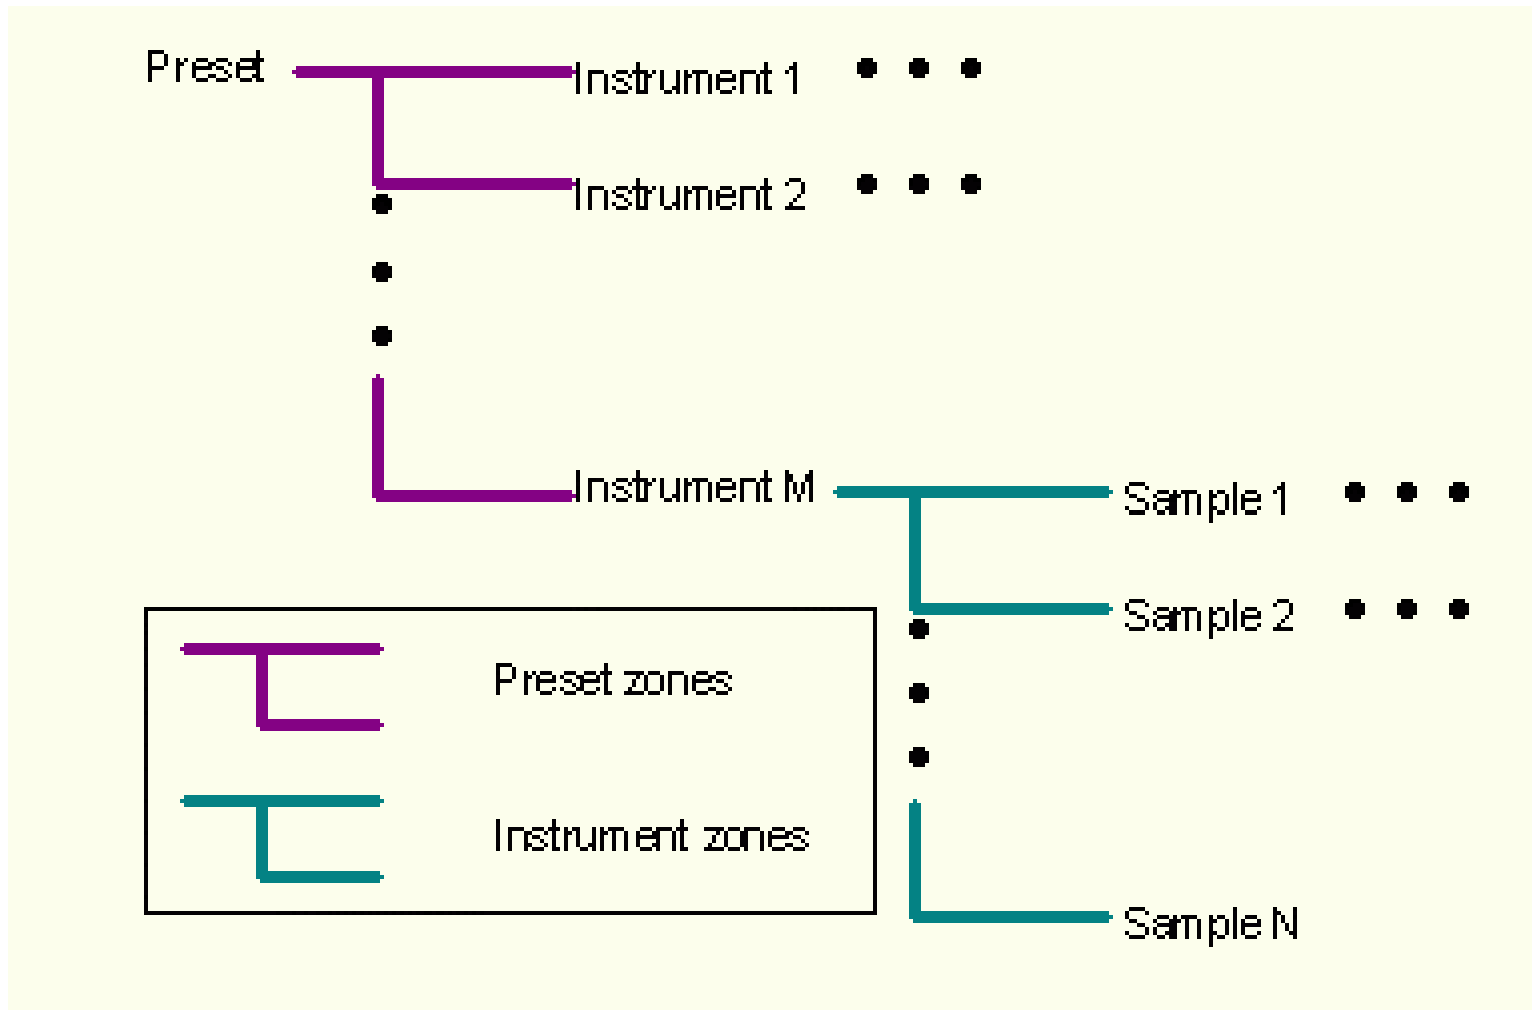 Preset
Instrument 1
Instrument 2
Instrument M
Sample 1
Sample 2
Preset zones
Instrument zones
Sample N